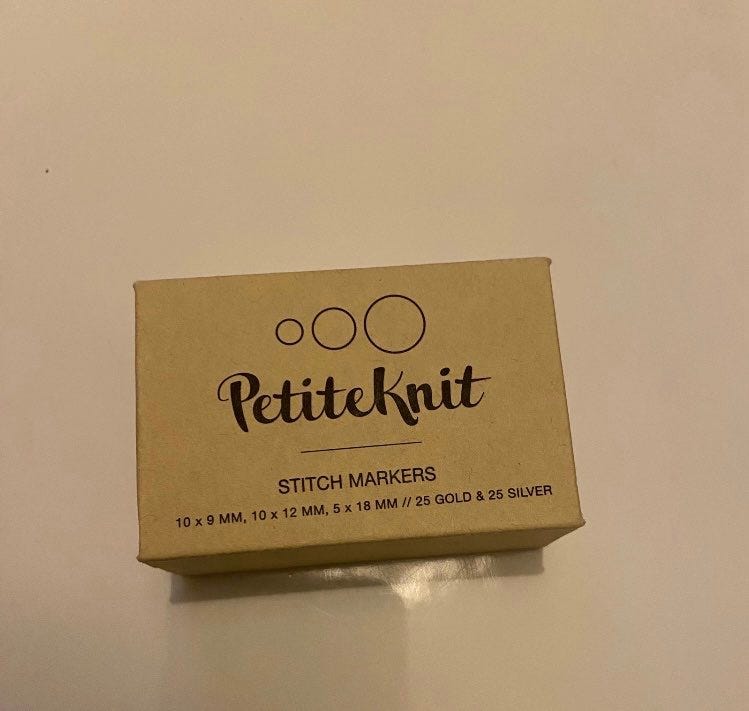 PetiteKnit
STITCH MARKERS
10 x 9 MM, 10 x 12 MM, 5 x 18 MM // 25 GOLD & 25 SILVER